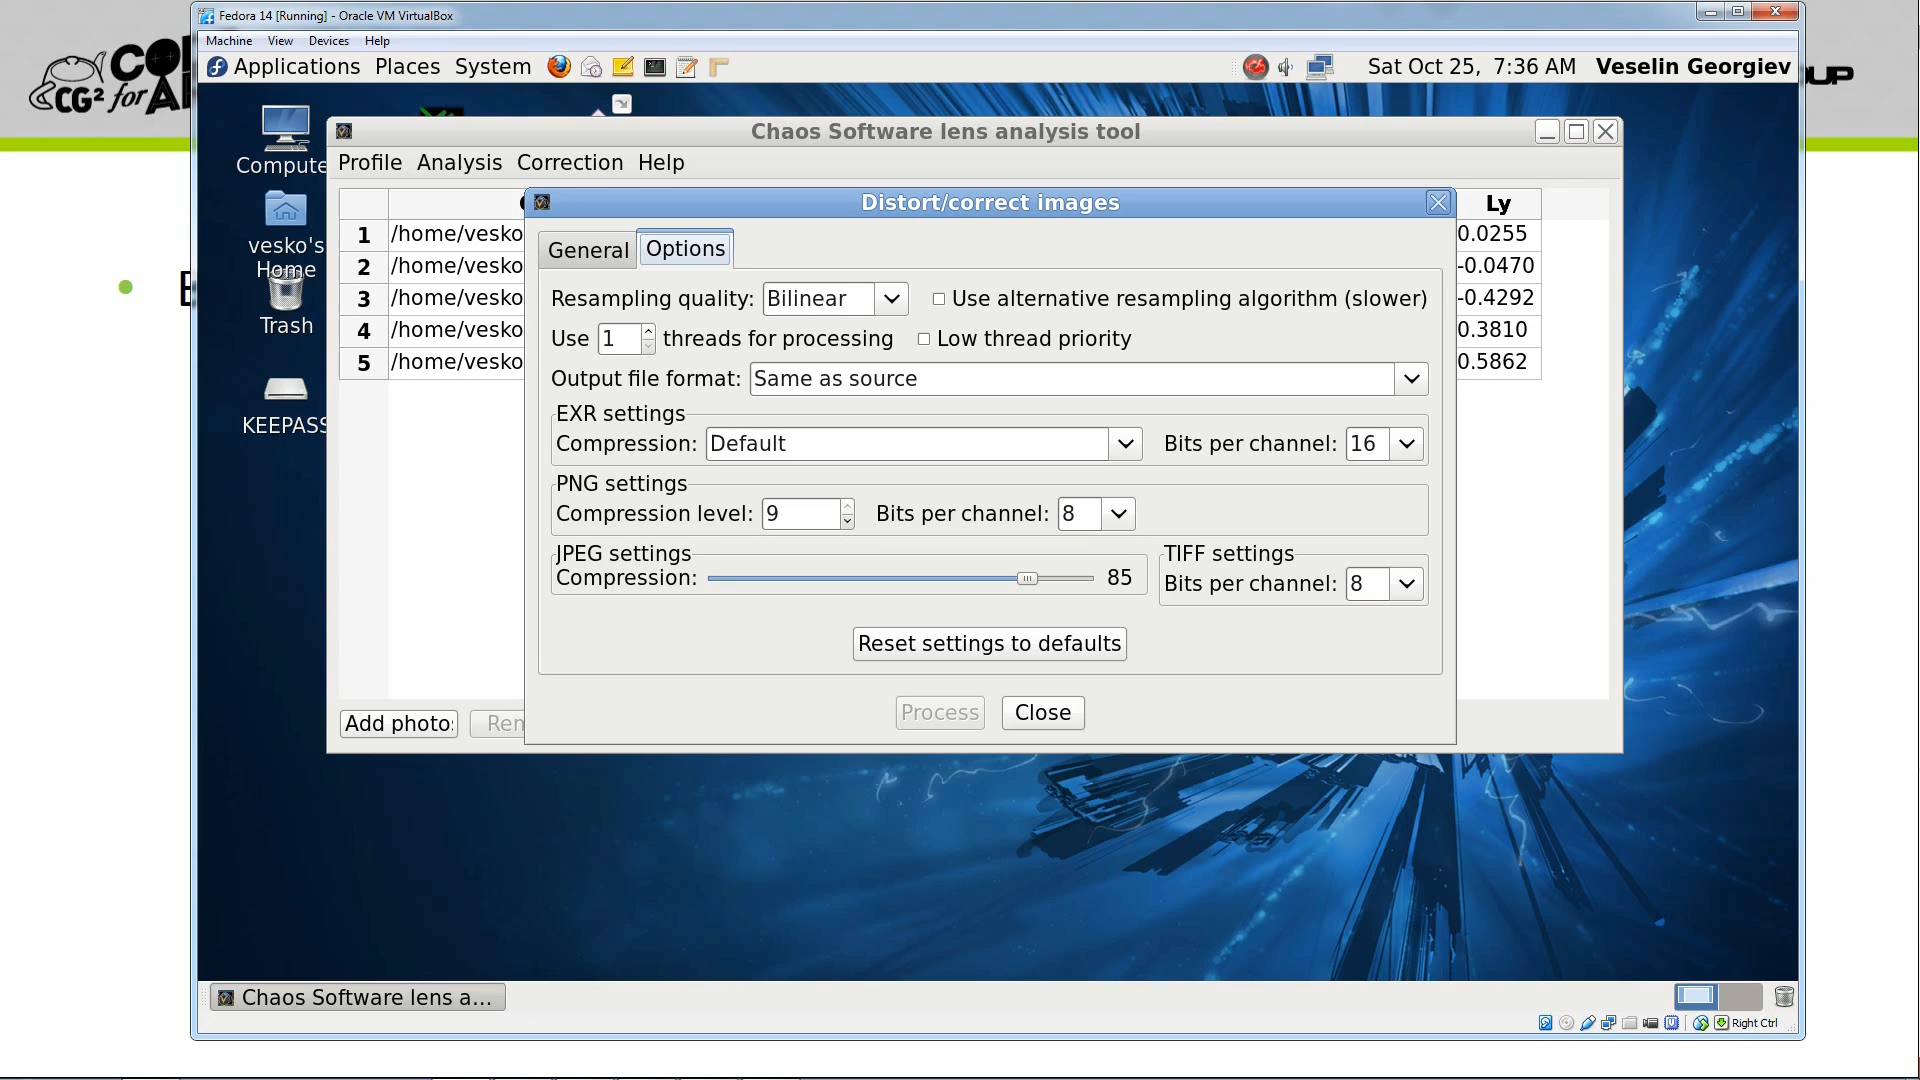 Fedora 14 [Running] - Oracle VM VirtualBox
Machine View Devices Help
Applications Places System
Sat Oct 25, 7:36 AM Veselin Georgiev
CG² for
UP
Compute
vesko's
Home
Trash
KEEPASS
Chaos Software lens analysis tool
Profile Analysis Correction Help
Ly
1 /home/vesko 0.0255
2 /home/vesko -0.0470
3 /home/vesko -0.4292
4 /home/vesko 0.3810
5 /home/vesko 0.5862
Distort/correct images
General Options
Resampling quality: Bilinear Use alternative resampling algorithm (slower)
Use 1 threads for processing Low thread priority
Output file format: Same as source
EXR settings
Compression: Default Bits per channel: 16
PNG settings
Compression level: 9 Bits per channel: 8
JPEG settings
Compression: 85
TIFF settings
Bits per channel: 8
Reset settings to defaults
Process Close
Add photo
Ren
Chaos Software lens a...
Right Ctrl